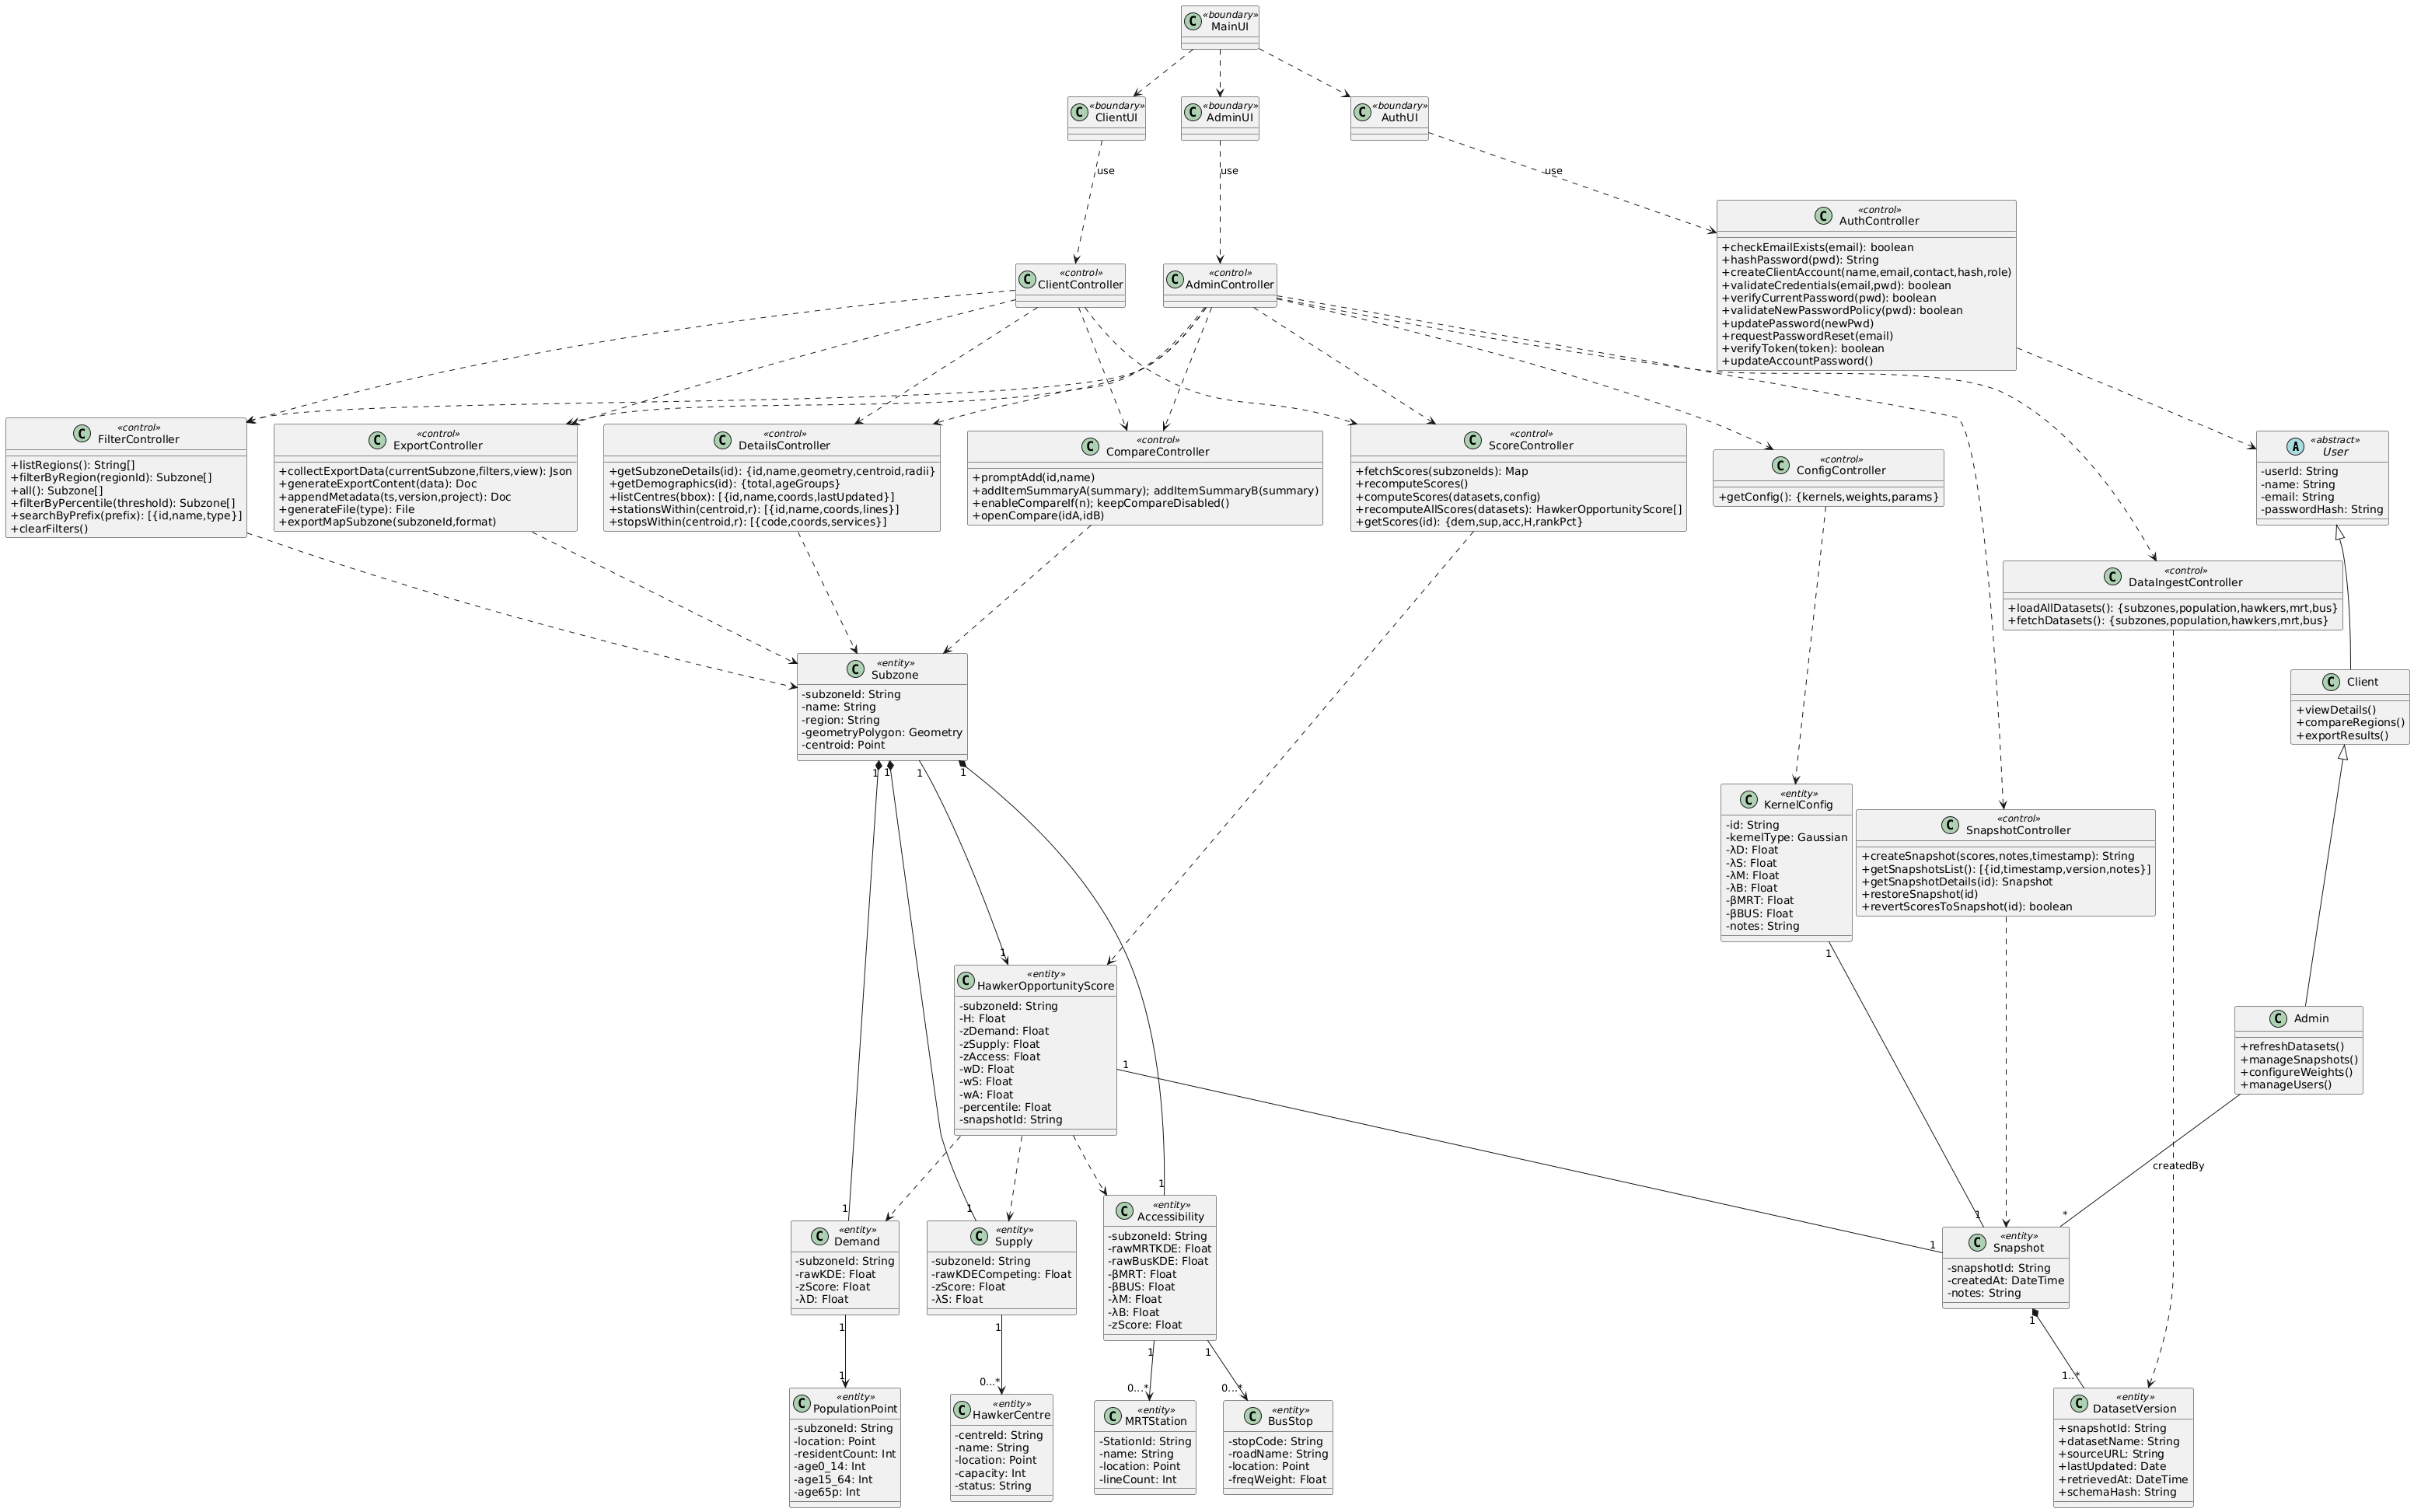 «boundary»
MainUI
«boundary»
ClientUI
«boundary»
AdminUI
«boundary»
AuthUI
use
use
use
«control»
AuthController
+checkEmailExists(email): boolean
+hashPassword(pwd): String
+createClientAccount(name,email,contact,hash,role)
+validateCredentials(email,pwd): boolean
+verifyCurrentPassword(pwd): boolean
+validateNewPasswordPolicy(pwd): boolean
+updatePassword(newPwd)
+requestPasswordReset(email)
+verifyToken(token): boolean
+updateAccountPassword()
«control»
ClientController
«control»
AdminController
«control»
FilterController
+listRegions(): String[]
+filterByRegion(regionId): Subzone[]
+all(): Subzone[]
+filterByPercentile(threshold): Subzone[]
+searchByPrefix(prefix): [{id,name,type}]
+clearFilters()
«control»
ExportController
+collectExportData(currentSubzone,filters,view): Json
+generateExportContent(data): Doc
+appendMetadata(ts,version,project): Doc
+generateFile(type): File
+exportMapSubzone(subzoneId,format)
«control»
DetailsController
+getSubzoneDetails(id): {id,name,geometry,centroid,radii}
+getDemographics(id): {total,ageGroups}
+listCentres(bbox): [{id,name,coords,lastUpdated}]
+stationsWithin(centroid,r): [{id,name,coords,lines}]
+stopsWithin(centroid,r): [{code,coords,services}]
«control»
CompareController
+promptAdd(id,name)
+addItemSummaryA(summary); addItemSummaryB(summary)
+enableCompareIf(n); keepCompareDisabled()
+openCompare(idA,idB)
«control»
ScoreController
+fetchScores(subzoneIds): Map
+recomputeScores()
+computeScores(datasets,config)
+recomputeAllScores(datasets): HawkerOpportunityScore[]
+getScores(id): {dem,sup,acc,H,rankPct}
«control»
ConfigController
+getConfig(): {kernels,weights,params}
A
«abstract»
User
-userId: String
-name: String
-email: String
-passwordHash: String
«control»
DataIngestController
+loadAllDatasets(): {subzones,population,hawkers,mrt,bus}
+fetchDatasets(): {subzones,population,hawkers,mrt,bus}
«entity»
Subzone
-subzoneId: String
-name: String
-region: String
-geometryPolygon: Geometry
-centroid: Point
Client
+viewDetails()
+compareRegions()
+exportResults()
«entity»
KernelConfig
-id: String
-kernelType: Gaussian
-λD: Float
-λS: Float
-λM: Float
-λB: Float
-βMRT: Float
-βBUS: Float
-notes: String
«control»
SnapshotController
+createSnapshot(scores,notes,timestamp): String
+getSnapshotsList(): [{id,timestamp,version,notes}]
+getSnapshotDetails(id): Snapshot
+restoreSnapshot(id)
+revertScoresToSnapshot(id): boolean
1
1
1
1
1
1
«entity»
HawkerOpportunityScore
-subzoneId: String
-H: Float
-zDemand: Float
-zSupply: Float
-zAccess: Float
-wD: Float
-wS: Float
-wA: Float
-percentile: Float
-snapshotId: String
Admin
+refreshDatasets()
+manageSnapshots()
+configureWeights()
+manageUsers()
1
createdBy
1
1
1
1
*
1
«entity»
Demand
-subzoneId: String
-rawKDE: Float
-zScore: Float
-λD: Float
«entity»
Supply
-subzoneId: String
-rawKDECompeting: Float
-zScore: Float
-λS: Float
«entity»
Accessibility
-subzoneId: String
-rawMRTKDE: Float
-rawBusKDE: Float
-βMRT: Float
-βBUS: Float
-λM: Float
-λB: Float
-zScore: Float
«entity»
Snapshot
-snapshotId: String
-createdAt: DateTime
-notes: String
1
1
1
1
1
1
0...*
0...*
0...*
1..*
«entity»
PopulationPoint
-subzoneId: String
-location: Point
-residentCount: Int
-age0_14: Int
-age15_64: Int
-age65p: Int
«entity»
HawkerCentre
-centreId: String
-name: String
-location: Point
-capacity: Int
-status: String
«entity»
MRTStation
-StationId: String
-name: String
-location: Point
-lineCount: Int
«entity»
BusStop
-stopCode: String
-roadName: String
-location: Point
-freqWeight: Float
«entity»
DatasetVersion
+snapshotId: String
+datasetName: String
+sourceURL: String
+lastUpdated: Date
+retrievedAt: DateTime
+schemaHash: String